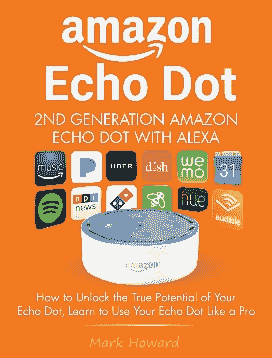 amazon
Echo Dot
2ND GENERATION AMAZON
ECHO DOT WITH ALEXA
music
UBER
dish
we
mo
31
npr
news
hue
audible
amazon
How to Unlock the True Potential of Your
Echo Dot, Learn to Use Your Echo Dot Like a Pro
Mark Howard